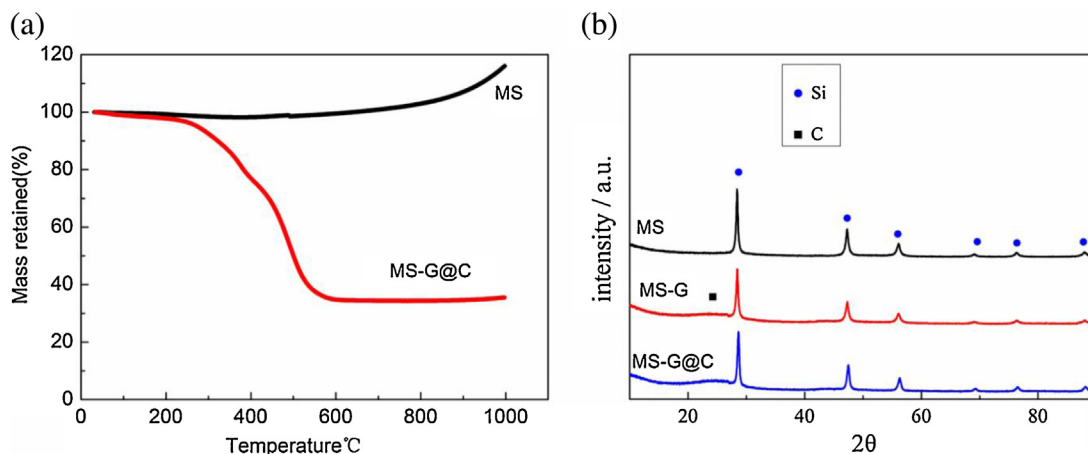 (a)
120
100
80
60
40
20
0
Mass retained(%)
MS
MS-G@C
0 200 400 600 800 1000
Temperature℃
(b)
Si
C
intensity / a.u.
MS
MS-G
MS-G@C
20 40 60 80
2θ